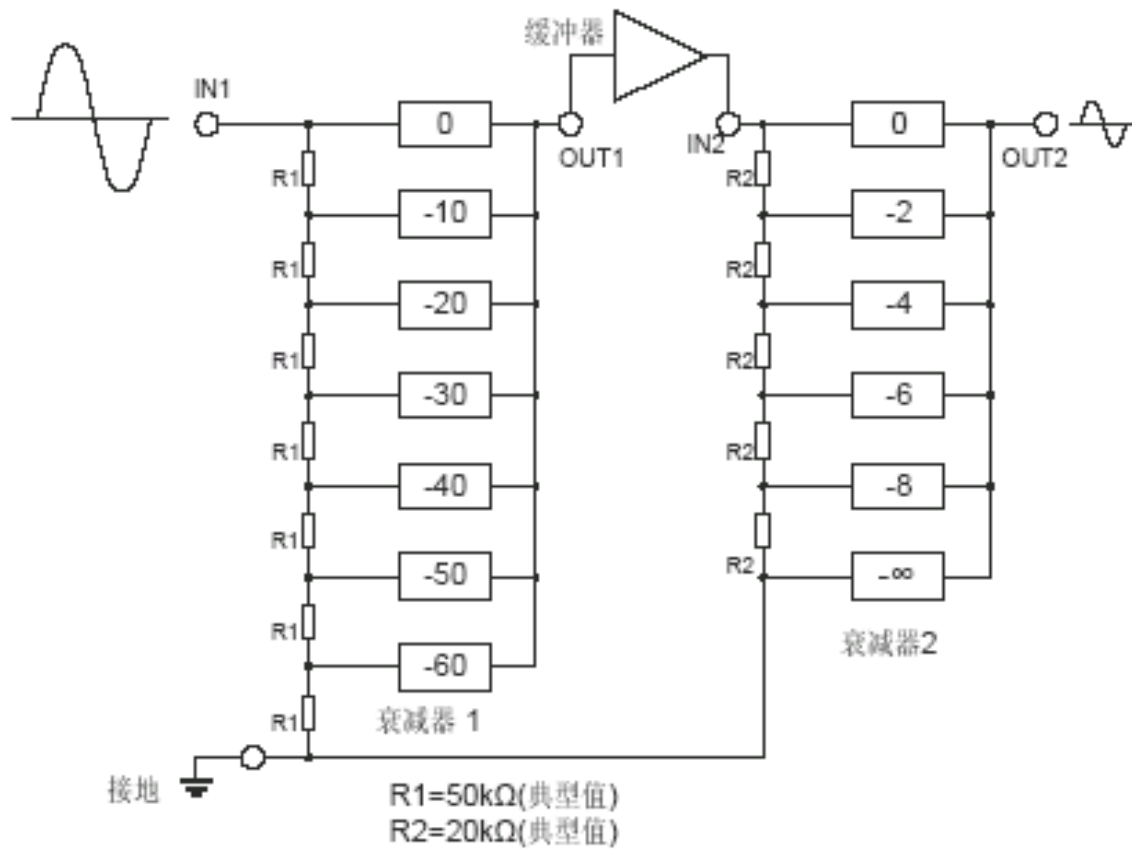 缓冲器
IN1
0
OUT1
IN2
0
OUT2
R1
R2
-10
-2
R1
R2
-20
-4
R1
R2
-30
-6
R1
R2
-40
-8
R1
R2
-50
-∞
R1
衰减器2
-60
R1
衰减器 1
接地
R1=50kΩ(典型值)
R2=20kΩ(典型值)